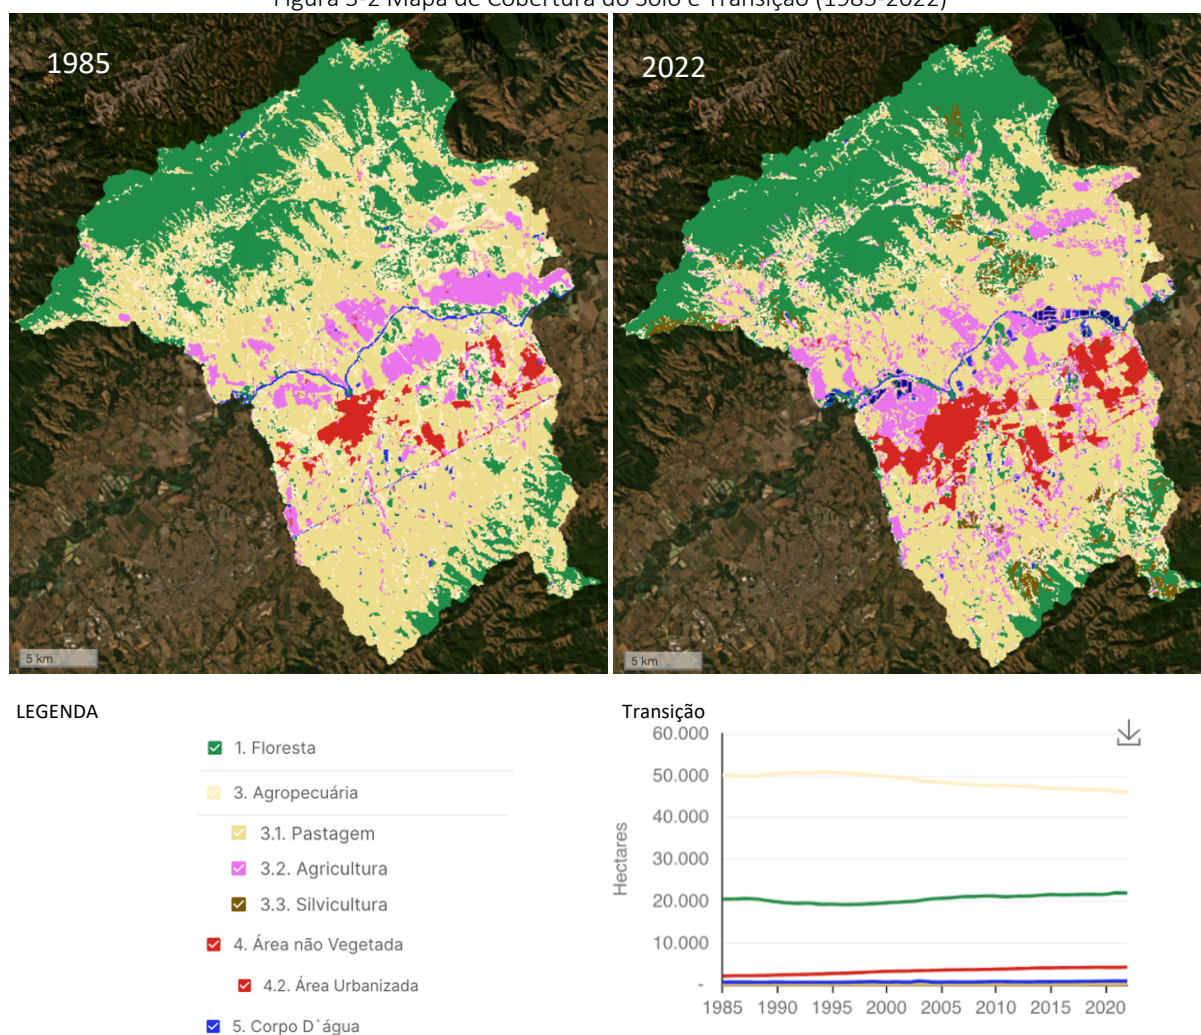 Figura 3-2 Mapa de Cobertura do Solo e Transição (1985-2022)
1985
2022
5 km
5 km
LEGENDA
1. Floresta
3. Agropecuária
3.1. Pastagem
3.2. Agricultura
3.3. Silvicultura
4. Área não Vegetada
4.2. Área Urbanizada
5. Corpo D`água
Transição
60.000
50.000
40.000
30.000
20.000
10.000
-
Hectares
1985 1990 1995 2000 2005 2010 2015 2020